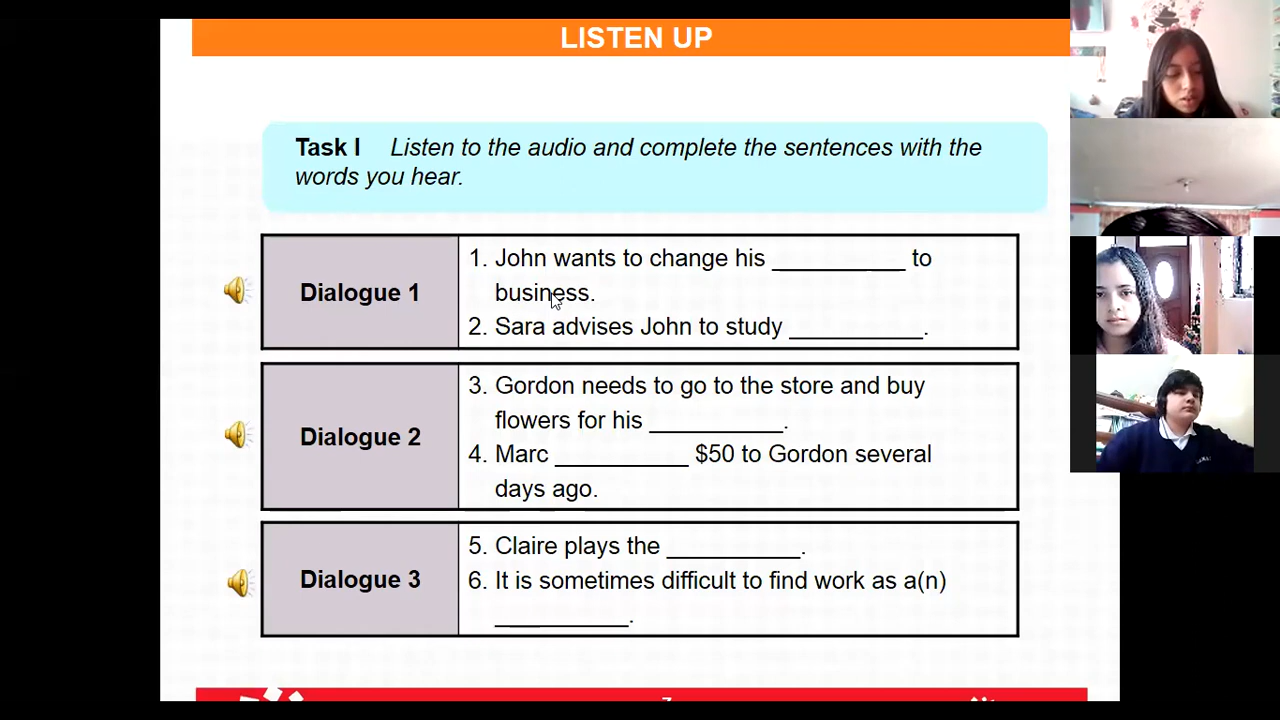 LISTEN UP
Task I Listen to the audio and complete the sentences with the
words you hear.
Dialogue 1
1. John wants to change his __________ to
business.
2. Sara advises John to study __________.
Dialogue 2
3. Gordon needs to go to the store and buy
flowers for his __________.
4. Marc __________ $50 to Gordon several
days ago.
Dialogue 3
5. Claire plays the __________.
6. It is sometimes difficult to find work as a(n)
__________.